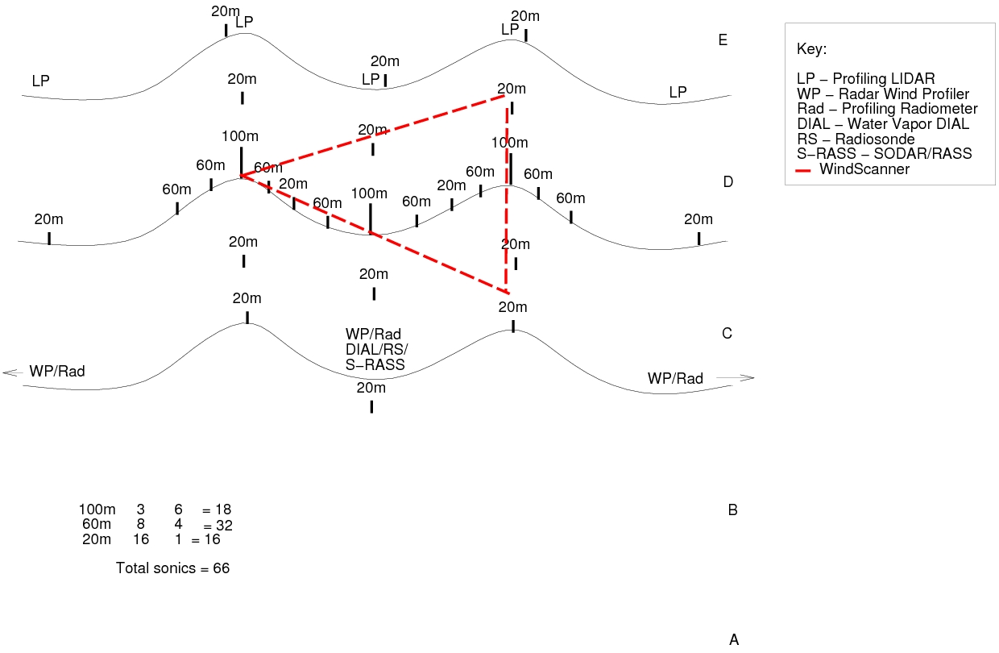 20m
LP
20m
LP
E
20m
LP
LP
20m
LP
20m
20m
100m
20m
100m
60m
60m
60m
20m
60m
100m
60m
20m
60m
60m
60m
D
20m
20m
20m
20m
20m
20m
20m
WP/Rad
DIAL/RS/
S–RASS
C
WP/Rad
WP/Rad
20m
Key:
LP – Profiling LIDAR
WP – Radar Wind Profiler
Rad – Profiling Radiometer
DIAL – Water Vapor DIAL
RS – Radiosonde
S–RASS – SODAR/RASS
WindScanner
100m 3 6 = 18
60m 8 4 = 32
20m 16 1 = 16
Total sonics = 66
B
A